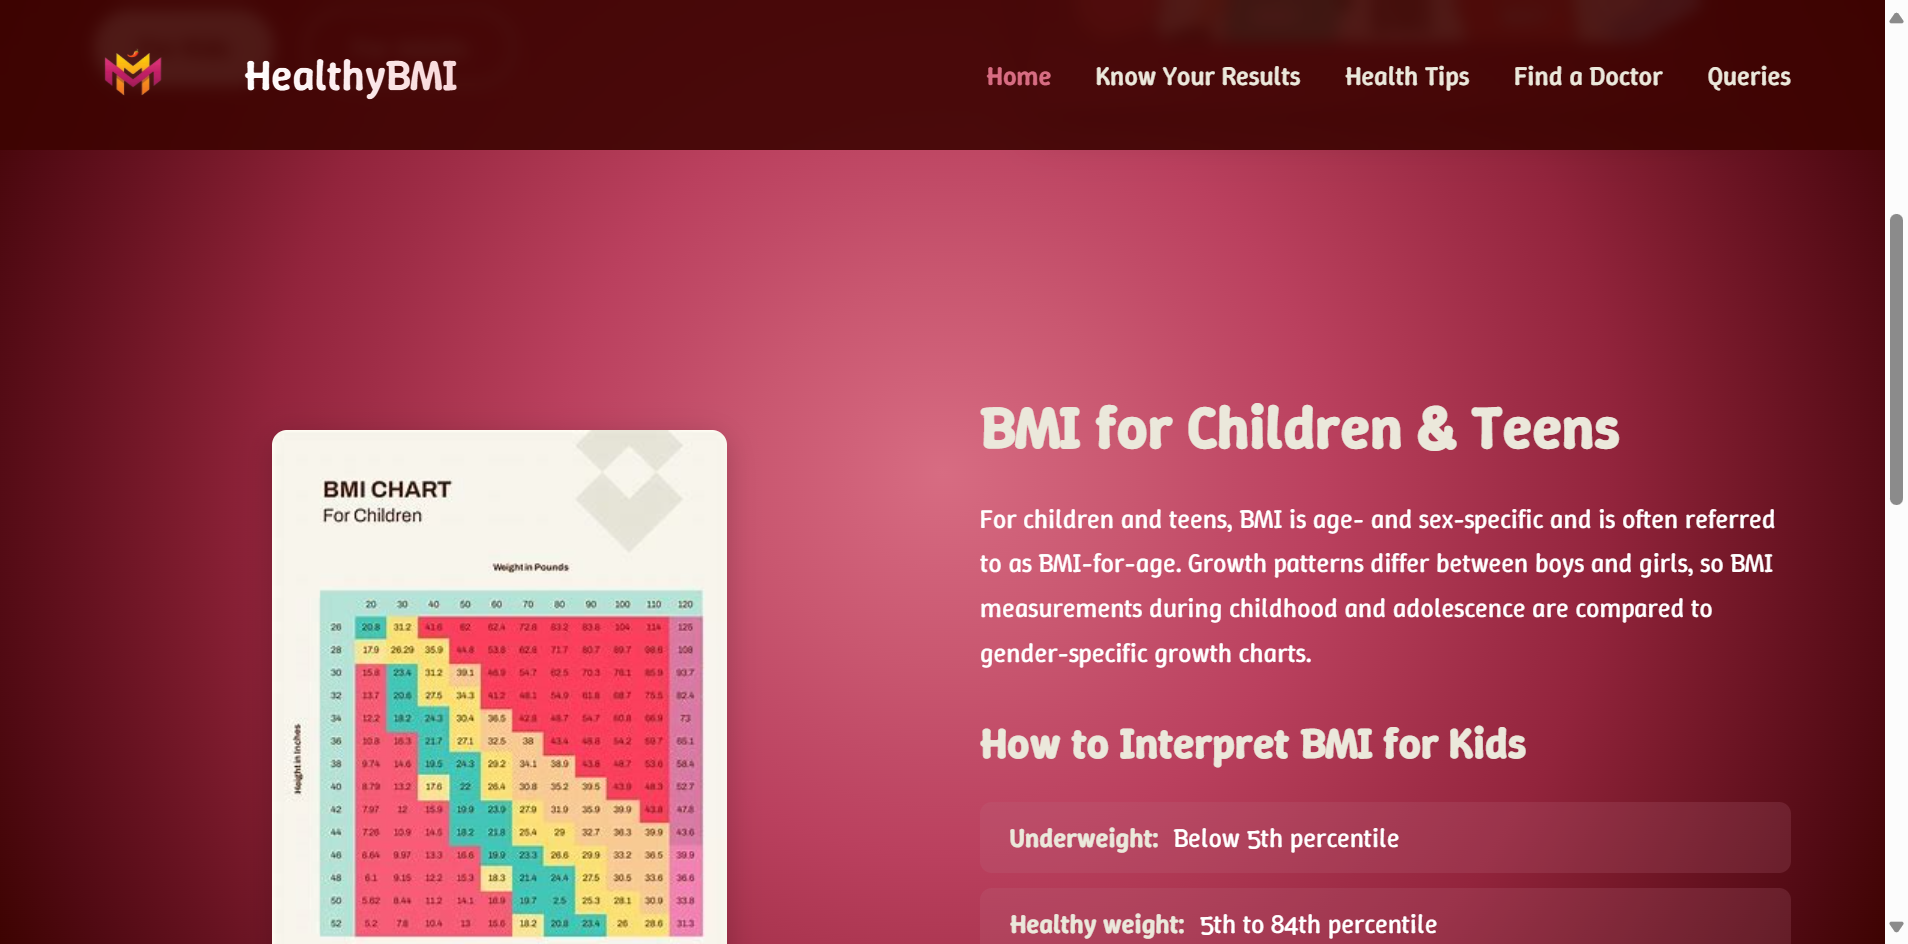 HealthyBMI
Home
Know Your Results
Health Tips
Find a Doctor
Queries
BMI CHART
For Children
Weight in Pounds
Height in Inches
20 30 40 50 60 70 80 90 100 110 120
26 20.8 31.2 41.6 62 62.4 72.8 104 114 125
28 17.9 26.29 35.9 44.8 53.8 62.8 71.7 80.7 89.7 98.6 108
30 15.6 23.4 31.2 39.1 46.9 54.7 62.5 70.3 78.1 85.9 93.7
32 13.7 20.6 27.5 34.3 41.2 48.1 54.9 61.8 68.7 75.5 82.4
34 12.2 18.2 24.3 30.4 36.5 42.8 48.7 54.7 60.8 66.9 73
36 10.8 16.3 21.7 27.1 32.5 38 43.4 48.8 54.2 59.7 65.1
38 9.74 14.6 19.5 24.3 29.2 34.1 38.9 43.8 48.7 53.6 58.4
40 8.79 13.2 17.6 22 26.4 30.8 35.2 39.5 43.9 48.3 52.7
42 7.97 12 15.9 19.9 23.9 27.9 31.9 35.9 39.9 43.8 47.8
44 7.26 10.9 14.5 18.2 21.8 25.4 29 32.7 36.3 39.9 43.6
46 6.64 9.97 13.3 16.6 19.9 23.3 26.6 29.9 33.2 36.5 39.9
48 6.1 9.15 12.2 15.3 18.3 21.4 24.4 27.5 30.5 33.6 36.6
50 5.62 8.44 11.2 14.1 16.9 19.7 2.5 25.3 28.1 30.9 33.8
52 5.2 7.8 10.4 13 15.6 18.2 20.8 23.4 26 28.6 31.3
BMI for Children & Teens
For children and teens, BMI is age- and sex-specific and is often referred
to as BMI-for-age. Growth patterns differ between boys and girls, so BMI
measurements during childhood and adolescence are compared to
gender-specific growth charts.
How to Interpret BMI for Kids
Underweight: Below 5th percentile
Healthy weight: 5th to 84th percentile